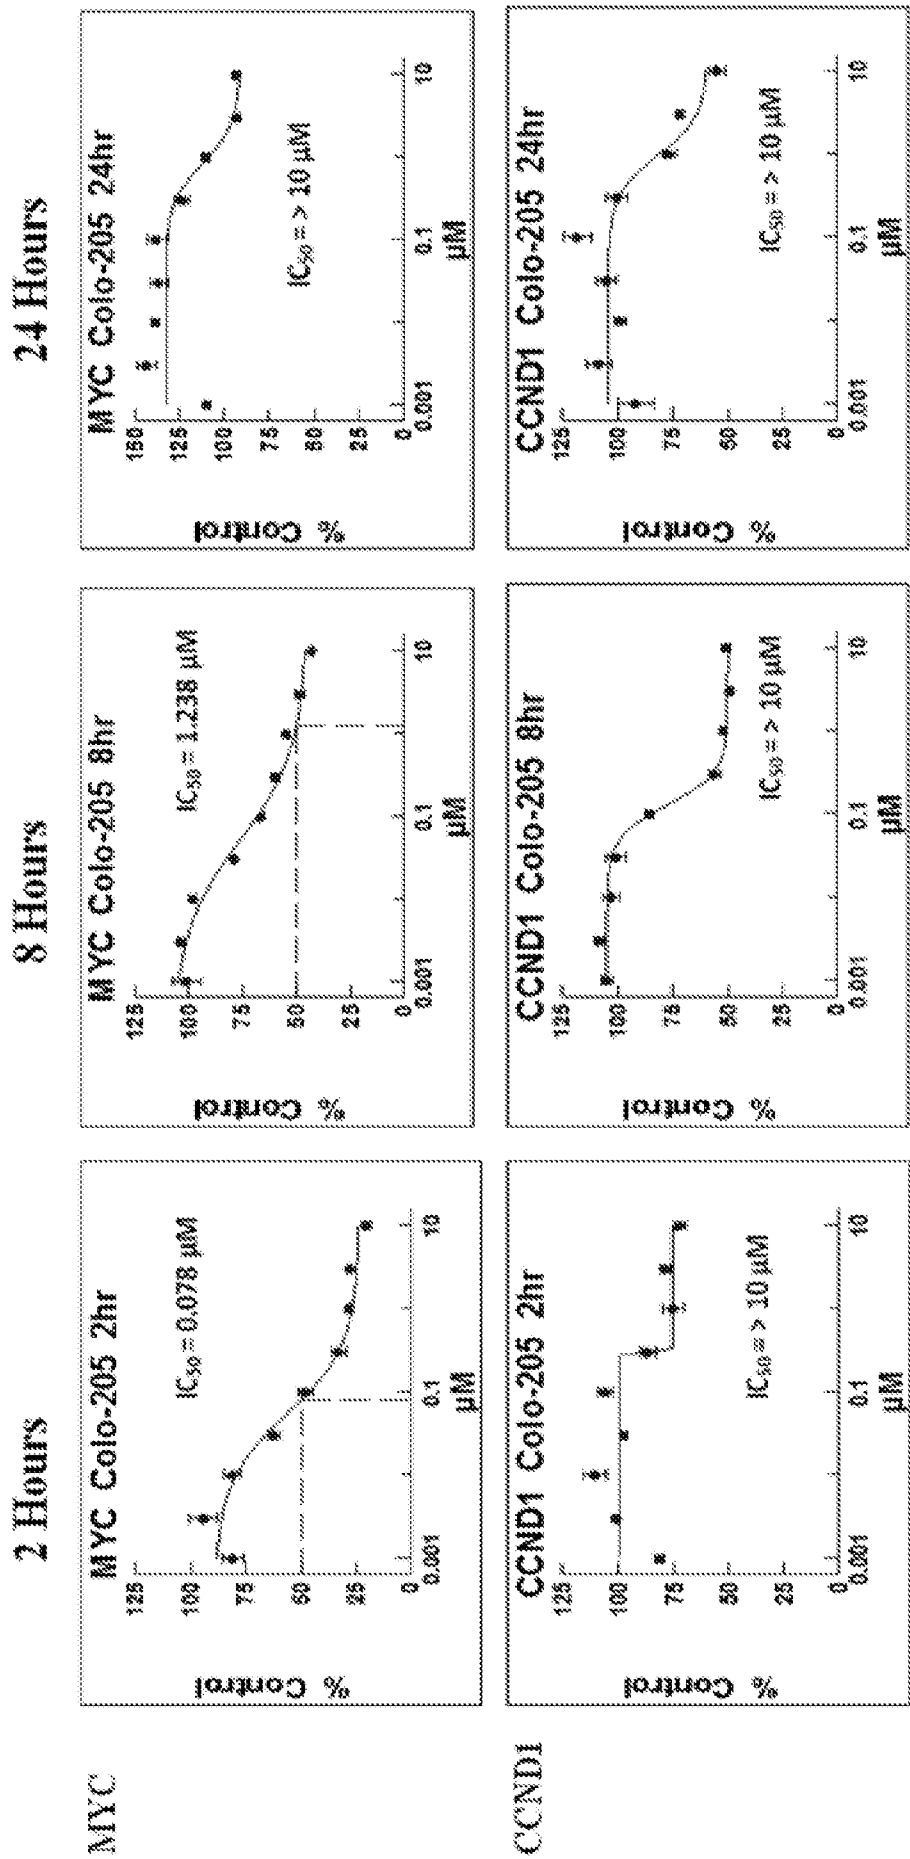 2 Hours
8 Hours
24 Hours
MYC
MYC Colo-205 2hr
IC50 = 0.078 µM
% Control
125
100
75
50
25
0
0.001
0.1
10
µM
MYC Colo-205 8hr
IC50 = 1.238 µM
% Control
125
100
75
50
25
0
0.001
0.1
10
µM
MYC Colo-205 24hr
IC50 = > 10 µM
% Control
150
125
100
75
50
25
0
0.001
0.1
10
µM
CCND1
CCND1 Colo-205 2hr
IC50 = > 10 µM
% Control
125
100
75
50
25
0
0.001
0.1
10
µM
CCND1 Colo-205 8hr
IC50 = > 10 µM
% Control
125
100
75
50
25
0
0.001
0.1
10
µM
CCND1 Colo-205 24hr
IC50 = > 10 µM
% Control
125
100
75
50
25
0
0.001
0.1
10
µM